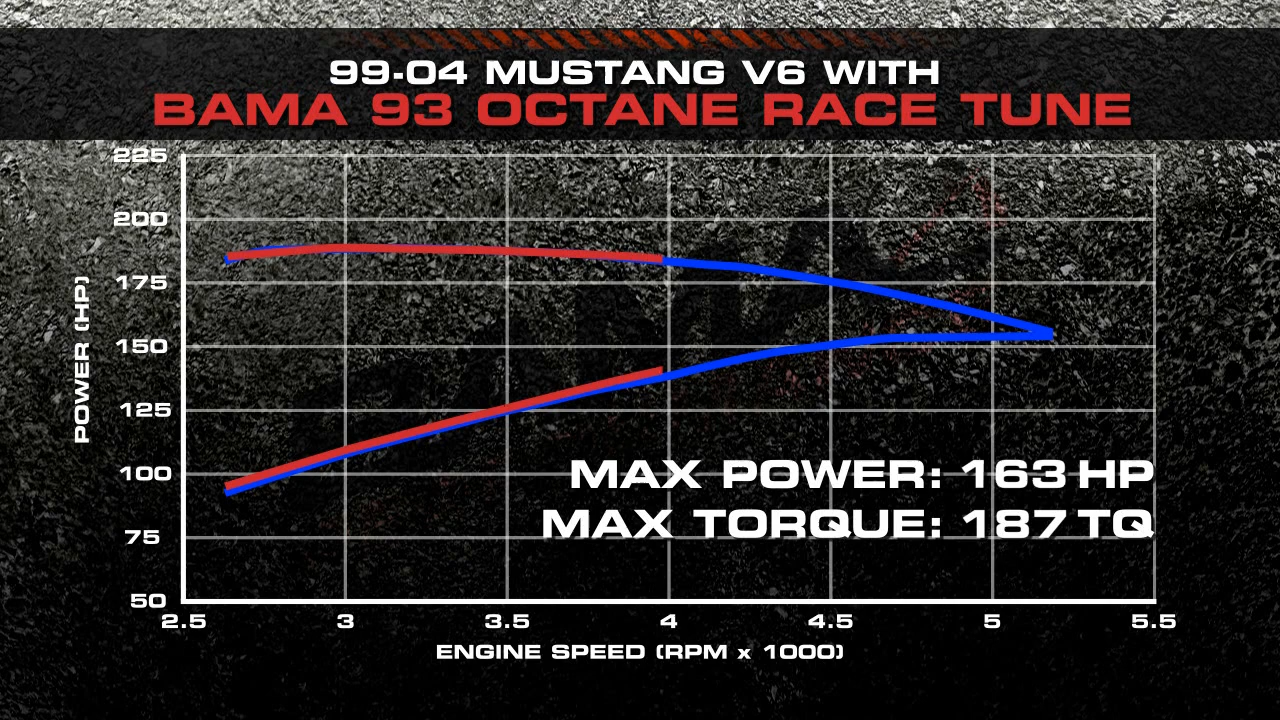 99-04 MUSTANG V6 WITH
BAMA 93 OCTANE RACE TUNE
225
200
175
150
125
100
75
50
POWER (HP)
MAX POWER: 163 HP
MAX TORQUE: 187 TQ
2.5 3 3.5 4 4.5 5 5.5
ENGINE SPEED (RPM x 1000)